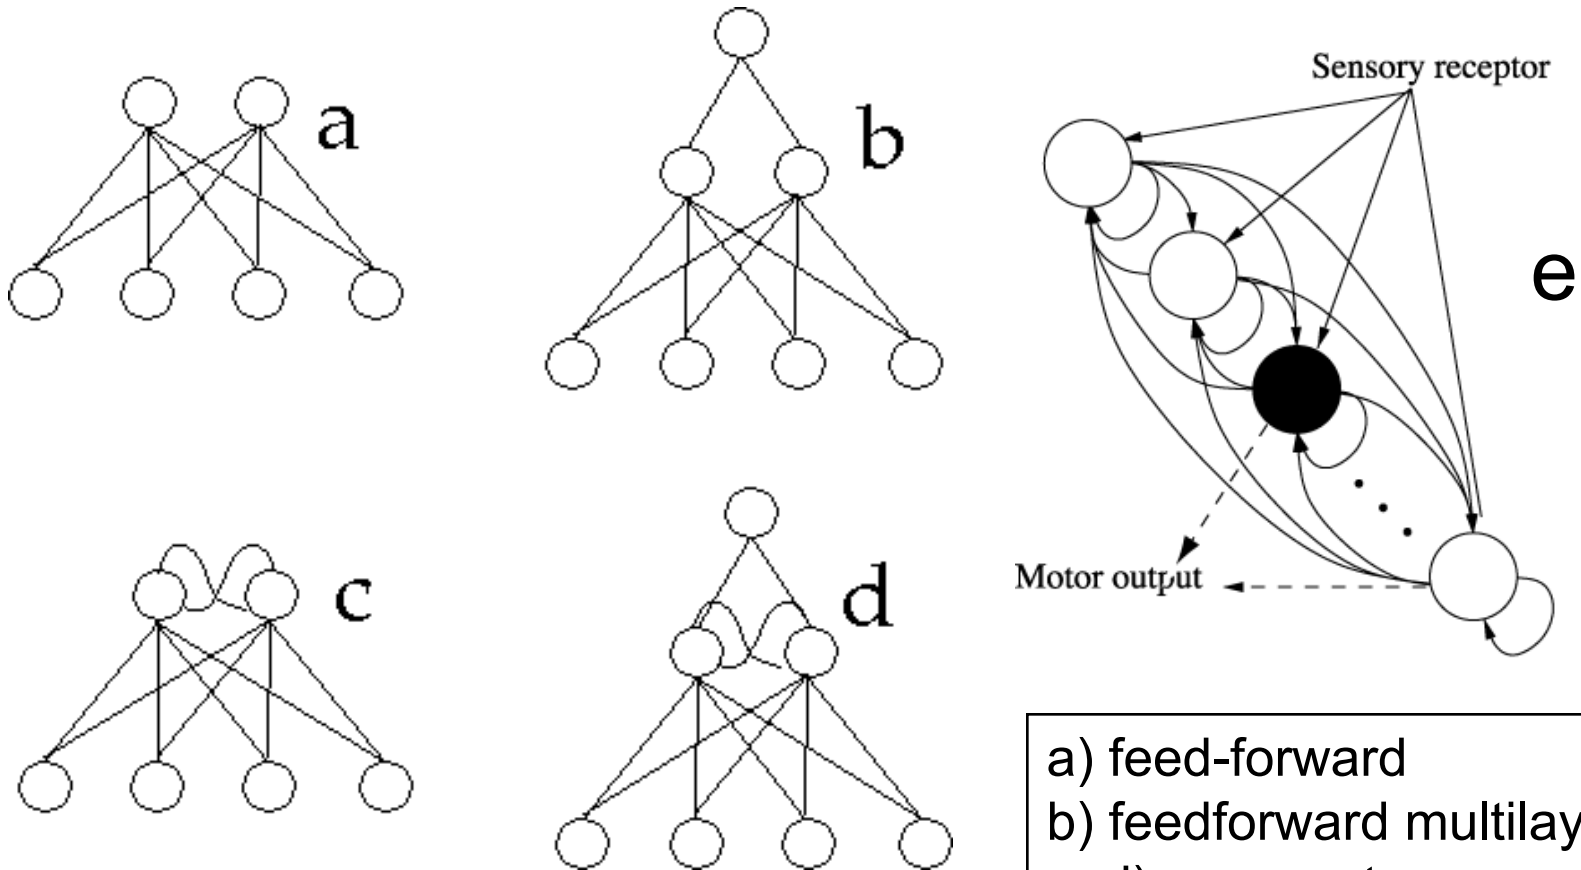 a
b
Sensory receptor
e
c
d
Motor output
a) feed-forward
b) feedforward multilay